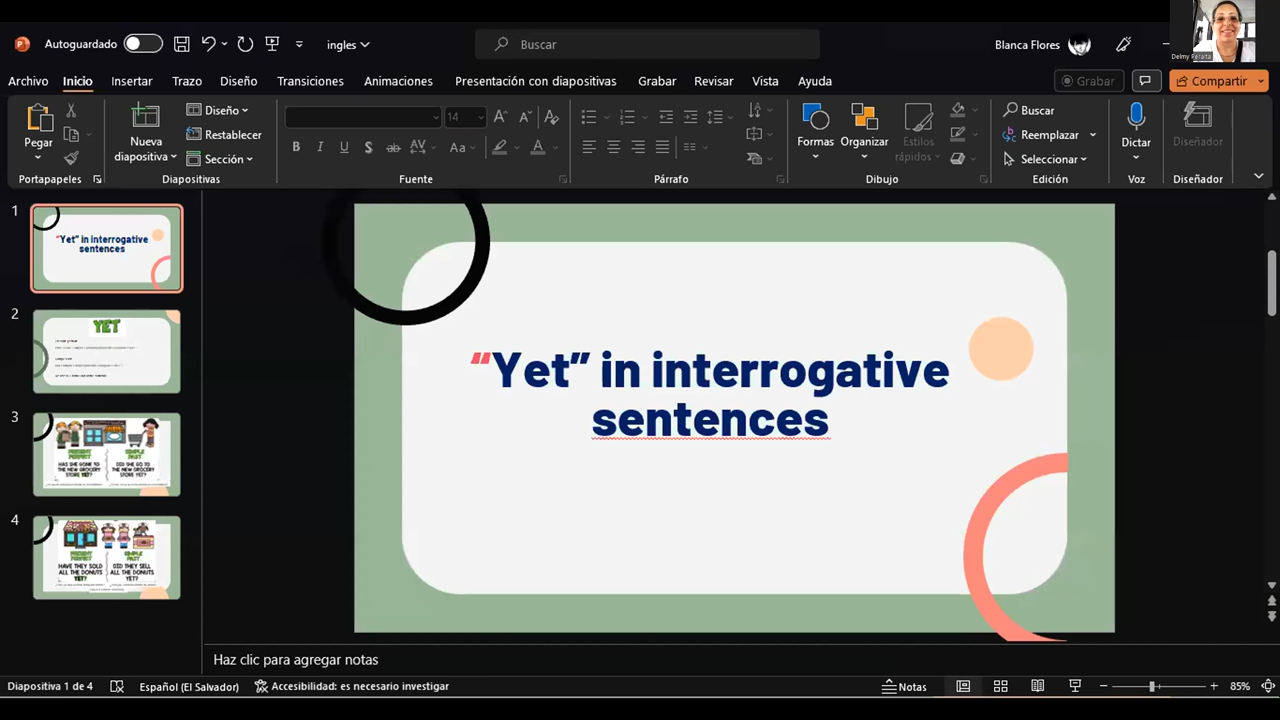 Autoguardado
ingles
Buscar
Blanca Flores
Delmy Peralta
Archivo Inicio Insertar Trazo Diseño Transiciones Animaciones Presentación con diapositivas Grabar Revisar Vista Ayuda
Grabar
Compartir
Pegar
Portapapeles
Nueva diapositiva
Diseño
Restablecer
Sección
Diapositivas
14
Fuente
Párrafo
Formas
Organizar
Estilos rápidos
Dibujo
Buscar
Reemplazar
Seleccionar
Edición
Dictar
Voz
Diseñador
Diseñador
1
"Yet" in interrogative
sentences
2
YET
3
PRESENT
PERFECT
HAS SHE GONE TO
THE NEW GROCERY
STORE YET?
SIMPLE
PAST
DID SHE GO TO
THE NEW GROCERY
STORE YET?
4
PRESENT
PERFECT
HAVE THEY SOLD
ALL THE DONUTS
YET?
SIMPLE
PAST
DID THEY SELL
ALL THE DONUTS
YET?
“Yet” in interrogative
sentences
Haz clic para agregar notas
Diapositiva 1 de 4
Español (El Salvador)
Accesibilidad: es necesario investigar
Notas
85%